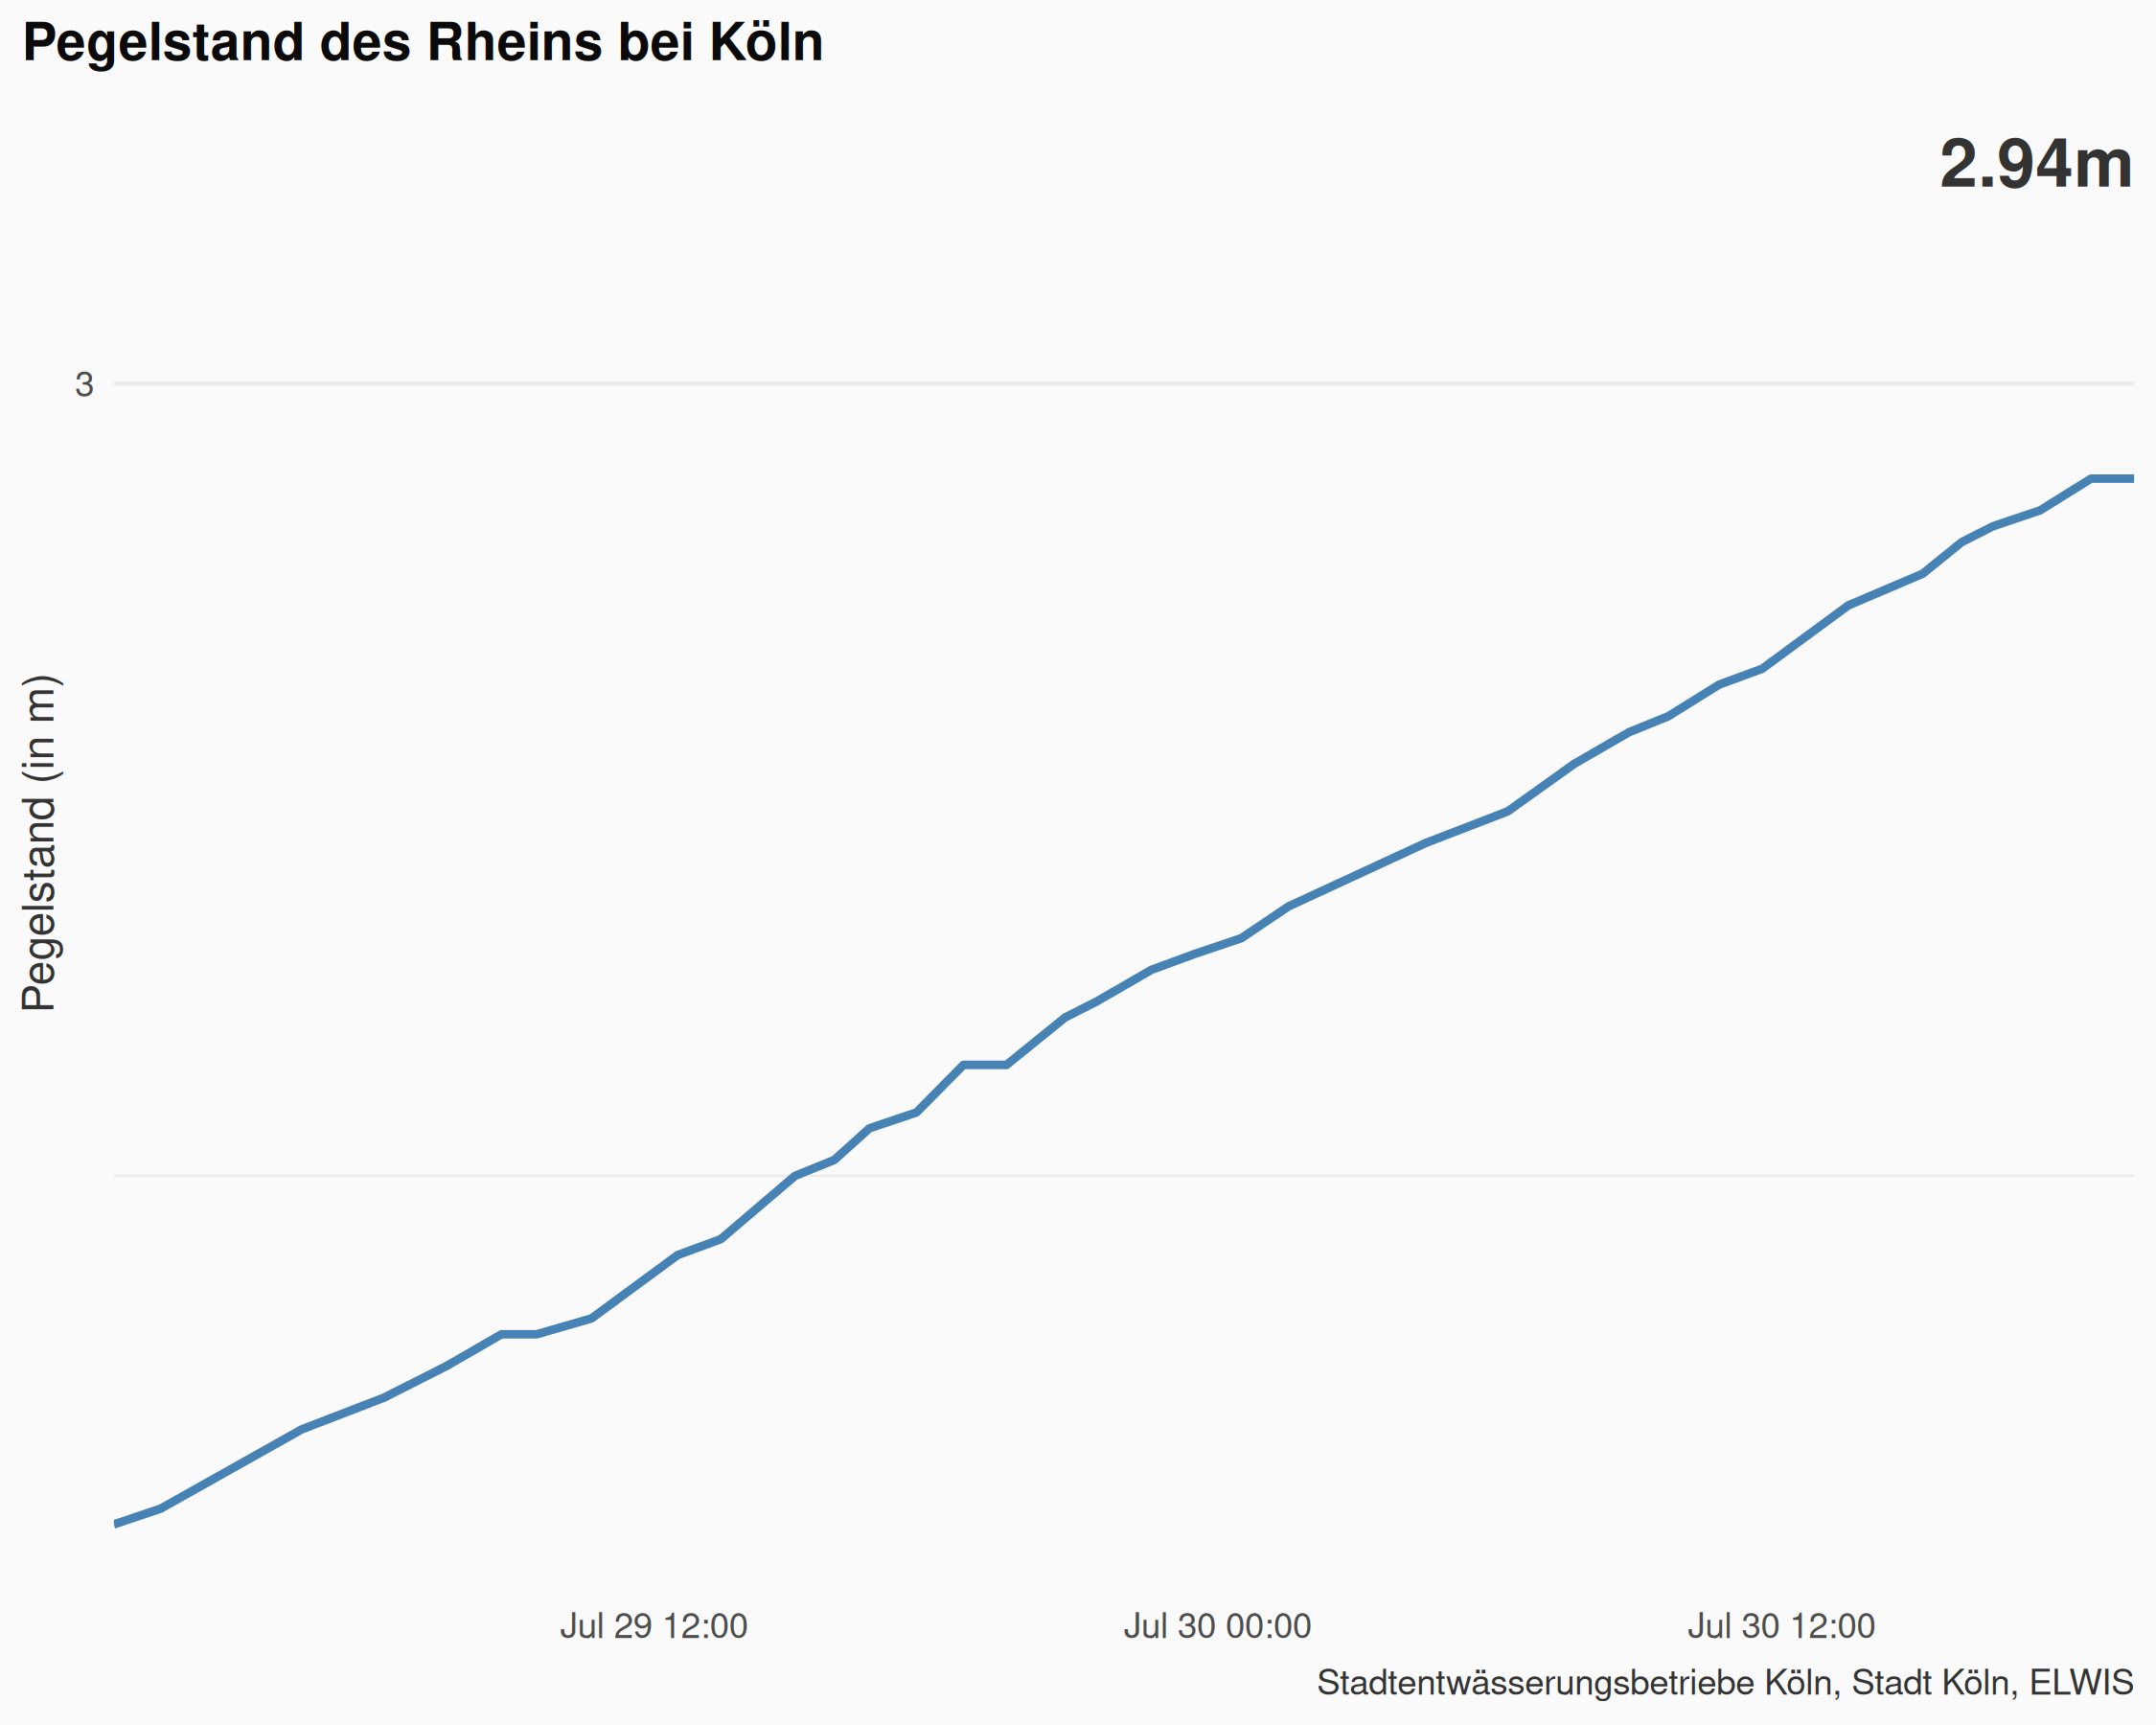 Pegelstand des Rheins bei Köln
2.94m
3
Pegelstand (in m)
Jul 29 12:00
Jul 30 00:00
Jul 30 12:00
Stadtentwässerungsbetriebe Köln, Stadt Köln, ELWIS